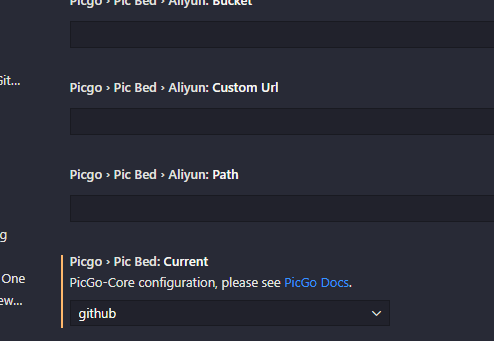 Picgo › Pic Bed › Aliyun: Bucket
Git...
Picgo › Pic Bed › Aliyun: Custom Url
Picgo › Pic Bed › Aliyun: Path
g
Picgo › Pic Bed: Current
One
PicGo-Core configuration, please see PicGo Docs.
ew...
github